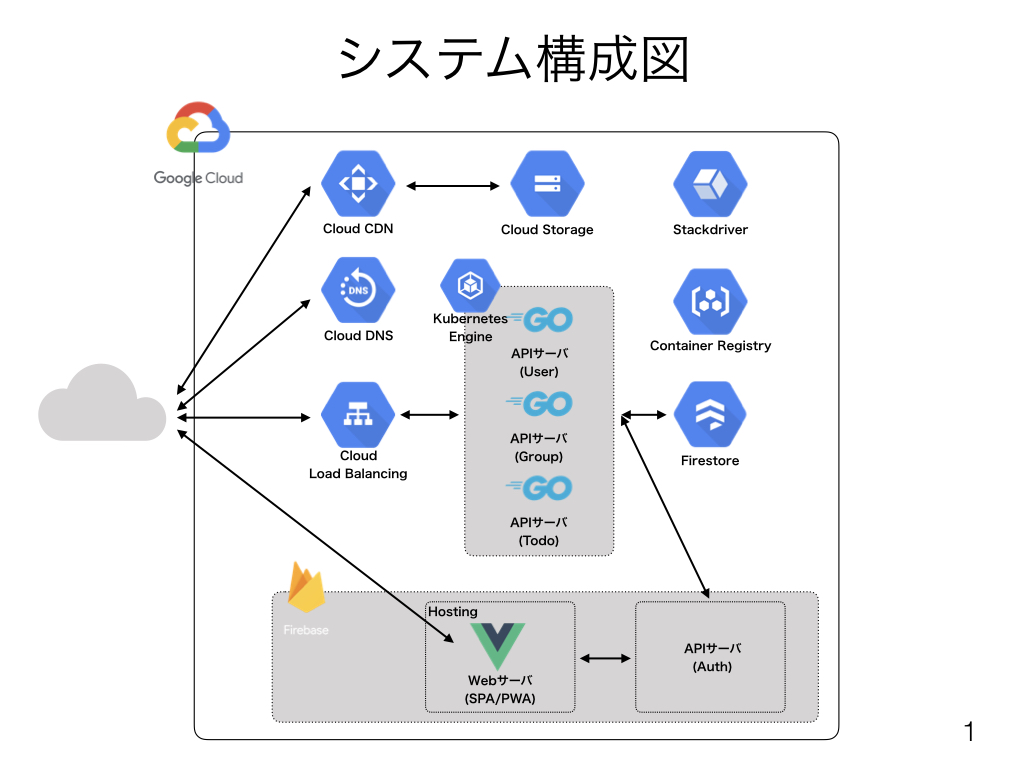 システム構成図
Google Cloud
Cloud CDN
Cloud Storage
Stackdriver
DNS
Cloud DNS
Kubernetes
Engine
GO
APIサーバ
(User)
Container Registry
GO
APIサーバ
(Group)
Cloud
Load Balancing
Firestore
GO
APIサーバ
(Todo)
Firebase
Hosting
Webサーバ
(SPA/PWA)
APIサーバ
(Auth)
1